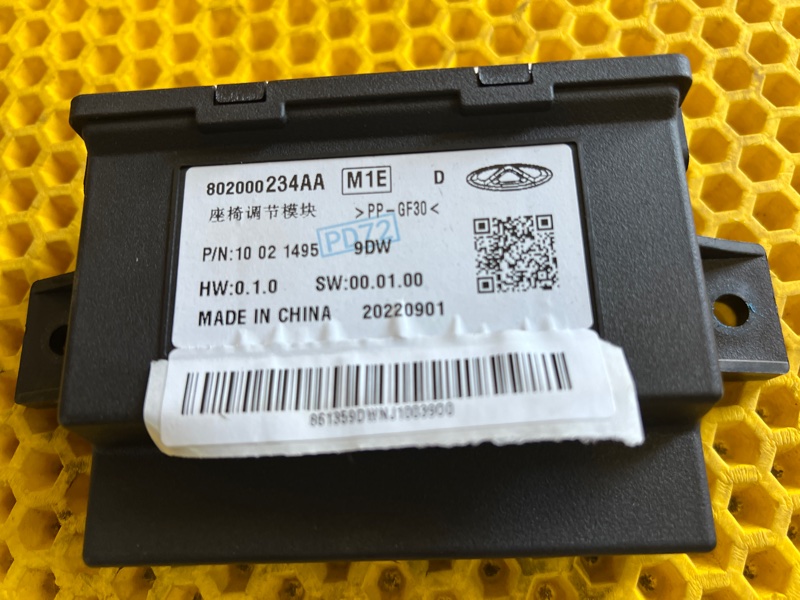 802000234AA M1E D
座椅调节模块 >PP-GF30<
PD72
P/N:10 02 1495 9DW
HW:0.1.0 SW:00.01.00
MADE IN CHINA 20220901
861359DWNJ1003900